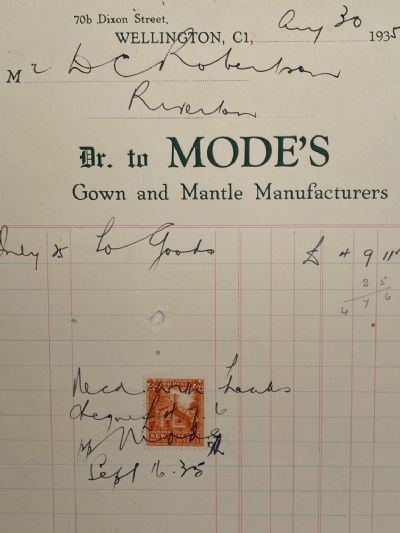 70b Dixon Street,
WELLINGTON, C1, Aug 30 1935
Mr D C Robertson
Riverton
Dr. to MODE'S
Gown and Mantle Manufacturers
July 25 To Goods £ 4 9 11
2 5
4 7 6
Recd with thanks
cheque £4 7 6
Sept 16. 35